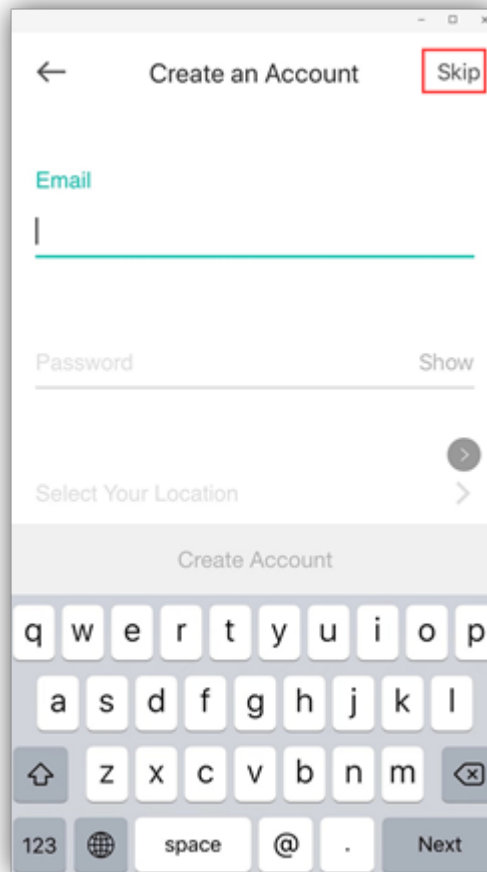 Create an Account Skip
Email
Password Show
Select Your Location
Create Account
q w e r t y u i o p
a s d f g h j k l
z x c v b n m
123 space @ . Next